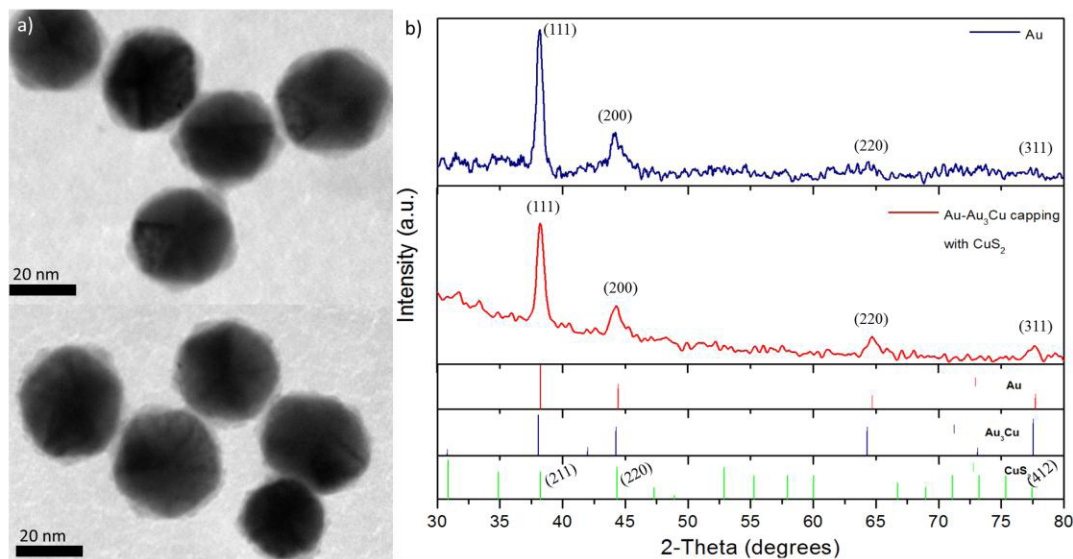 a)
20 nm
20 nm
b)
Au
(111)
(200)
(220)
(311)
Au-Au₃Cu capping
with CuS₂
(111)
(200)
(220)
(311)
Au
Au₃Cu
CuS₂
(211)
(220)
(412)
30 35 40 45 50 55 60 65 70 75 80
2-Theta (degrees)
Intensity (a.u.)